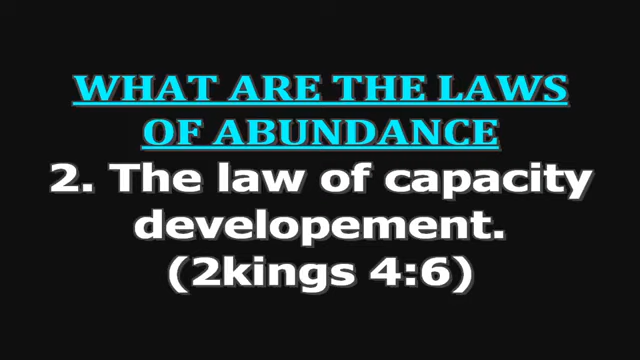 WHAT ARE THE LAWS
OF ABUNDANCE
2. The law of capacity
developement.
(2kings 4:6)